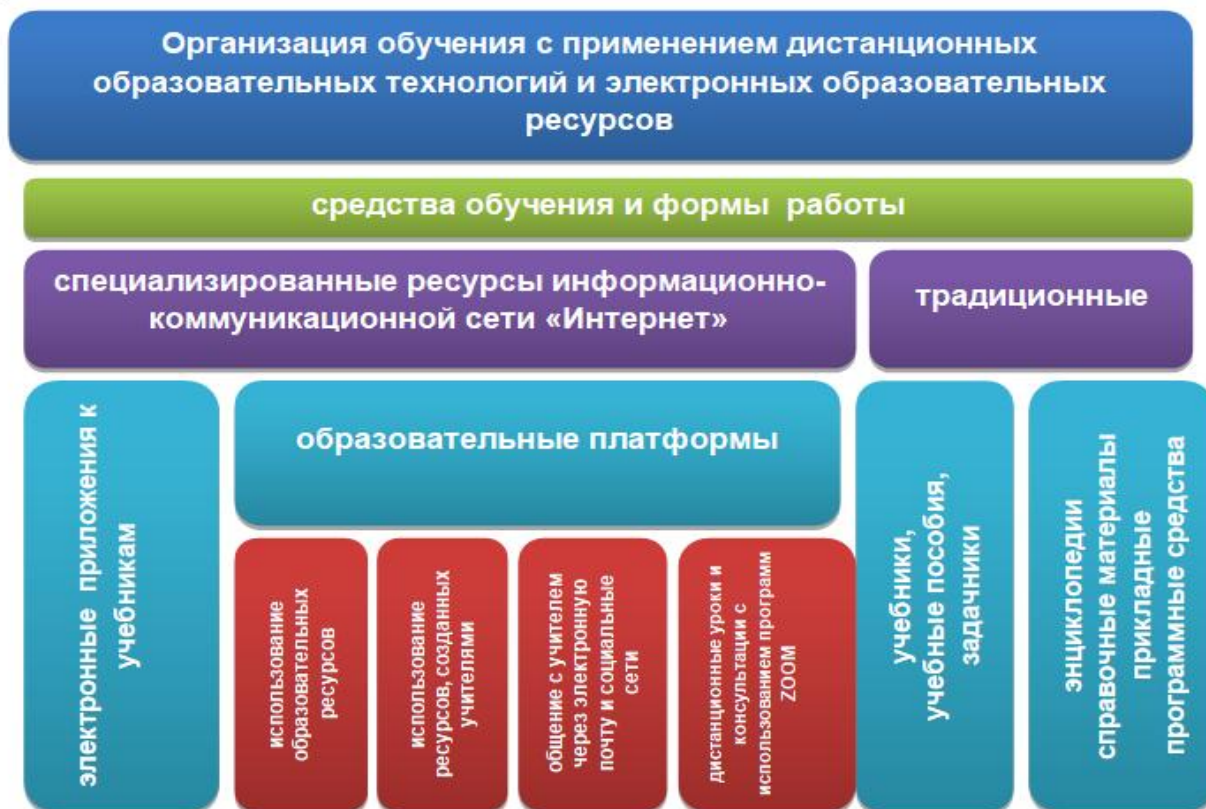 Организация обучения с применением дистанционных
образовательных технологий и электронных образовательных
ресурсов
средства обучения и формы работы
специализированные ресурсы информационно-
коммуникационной сети «Интернет»
традиционные
электронные приложения к
учебникам
образовательные платформы
использование
образовательных
ресурсов
использование
ресурсов, созданных
учителями
общение с учителем
через электронную
почту и социальные
сети
дистанционные уроки и
консультации с
использованием программ
ZOOM
учебники,
учебные пособия,
задачники
энциклопедии
справочные материалы
прикладные
программные средства